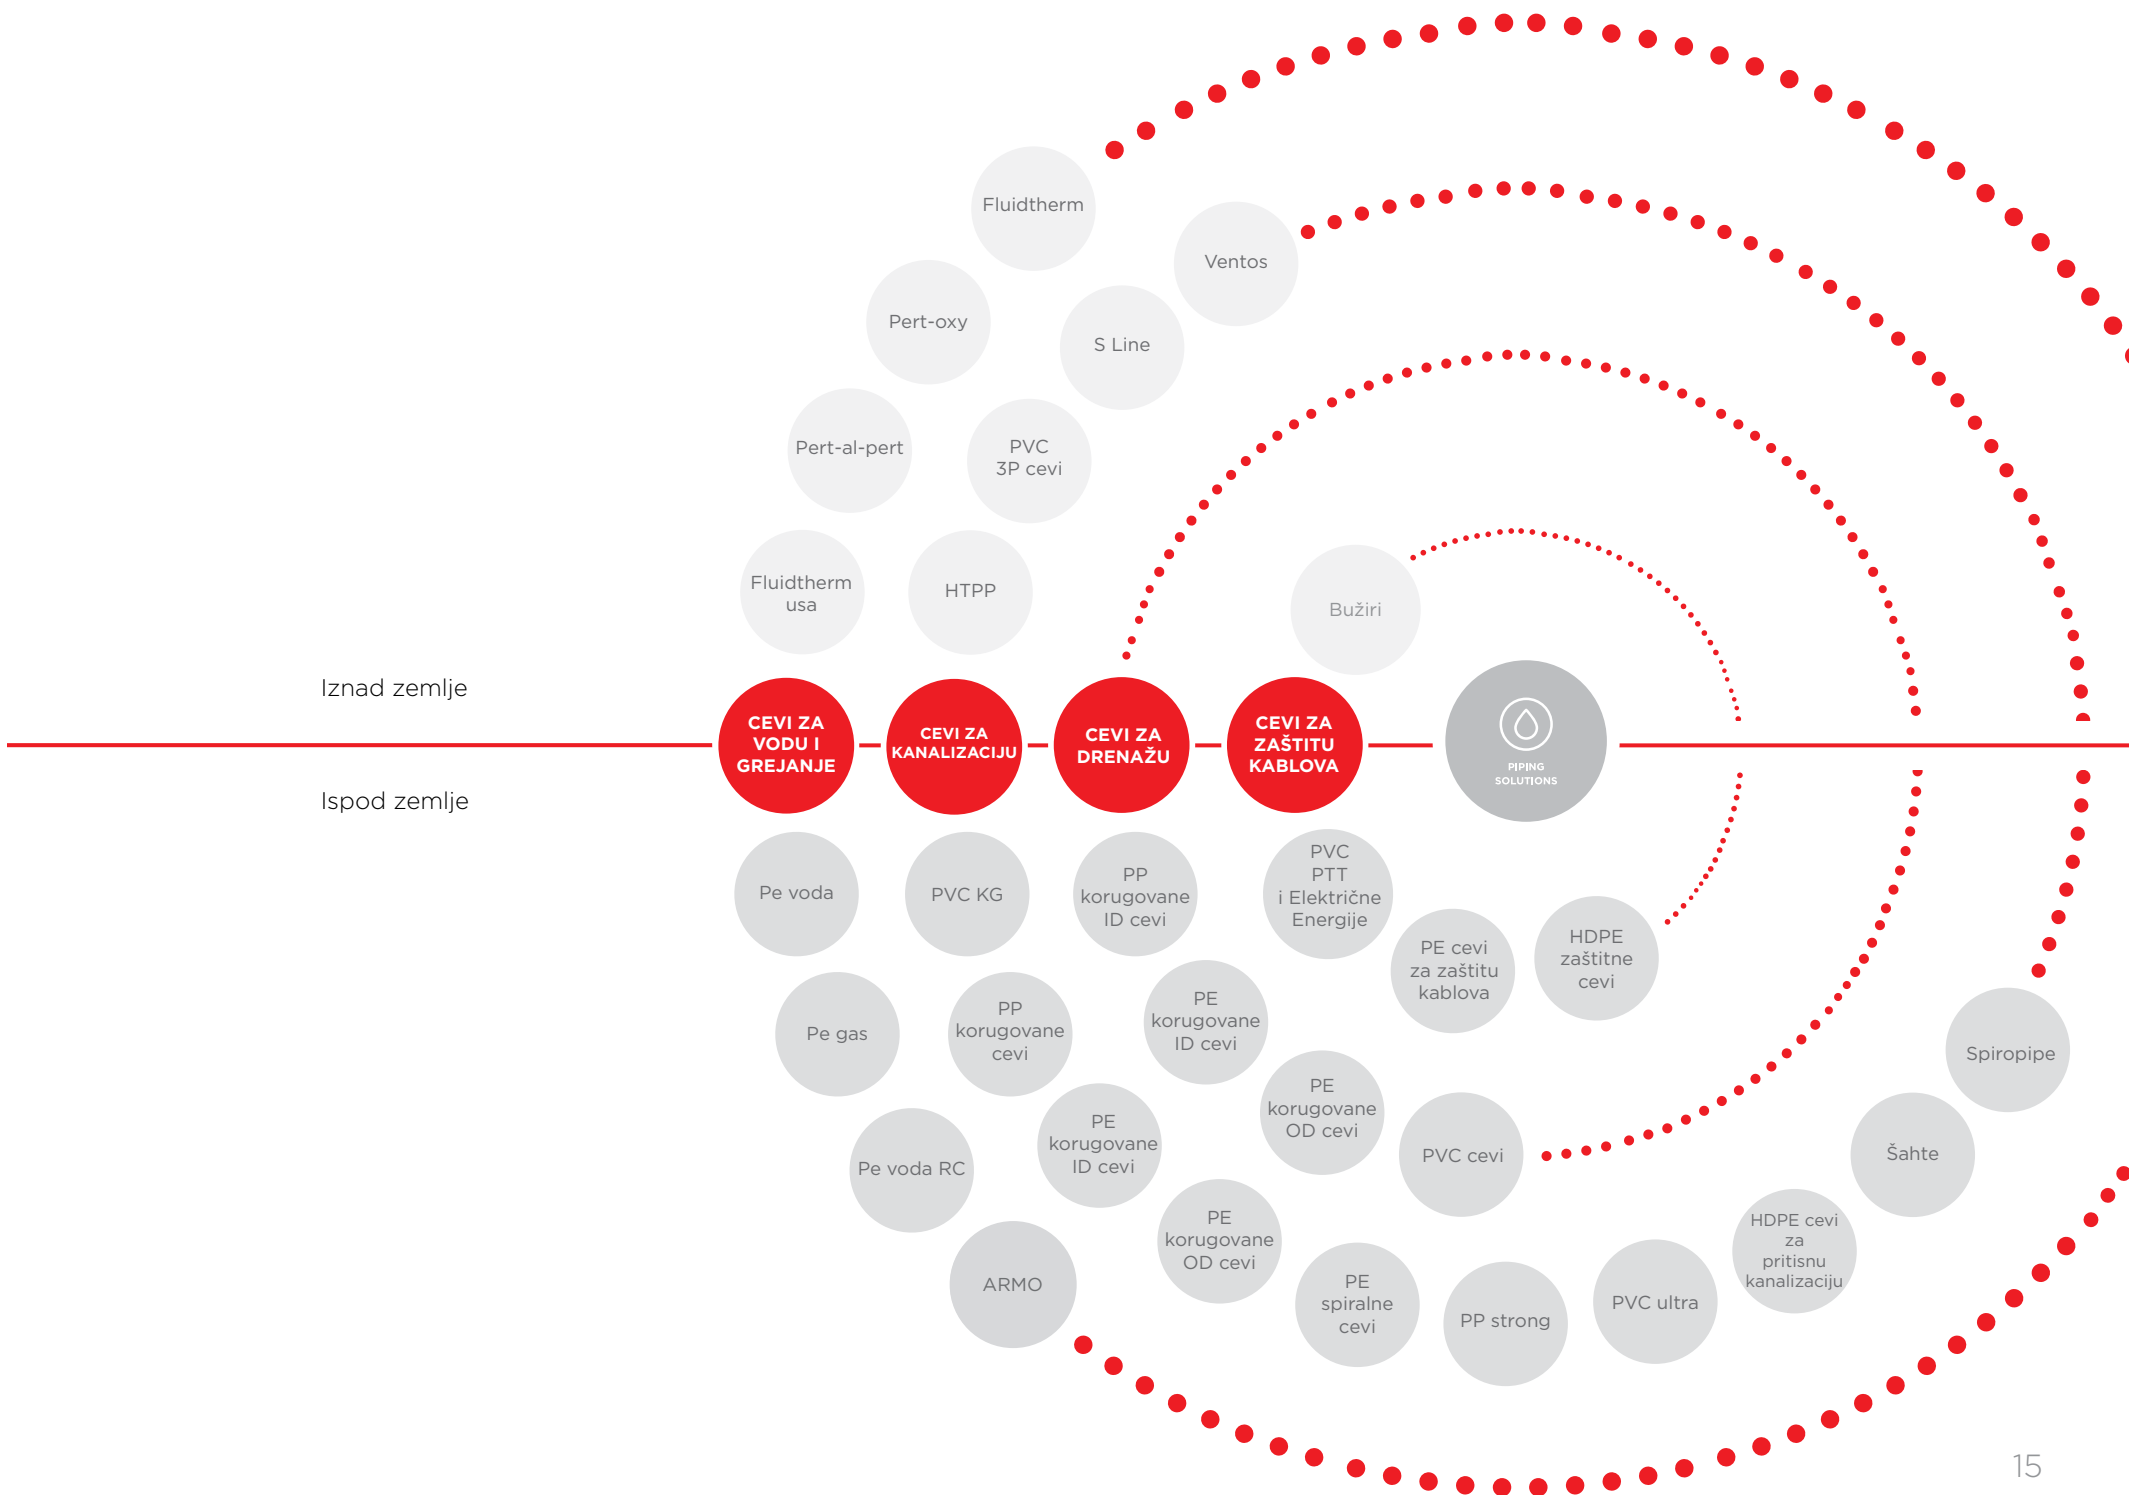 Fluidtherm
Ventos
Pert-oxy
S Line
Pert-al-pert
PVC
3P cevi
Fluidtherm
usa
HTPP
Bužiri
Iznad zemlje
CEVI ZA
VODU I
GREJANJE
CEVI ZA
KANALIZACIJU
CEVI ZA
DRENAŽU
CEVI ZA
ZAŠTITU
KABLOVA
PIPING
SOLUTIONS
Ispod zemlje
Pe voda
PVC KG
PP
korugovane
ID cevi
PVC
PTT
i Električne
Energije
PE cevi
za zaštitu
kablova
HDPE
zaštitne
cevi
Pe gas
PP
korugovane
cevi
PE
korugovane
ID cevi
Spiropipe
PE
korugovane
ID cevi
PE
korugovane
OD cevi
PVC cevi
Šahte
Pe voda RC
PE
korugovane
OD cevi
HDPE cevi
za
pritisnu
kanalizaciju
ARMO
PE
spiralne
cevi
PP strong
PVC ultra
15